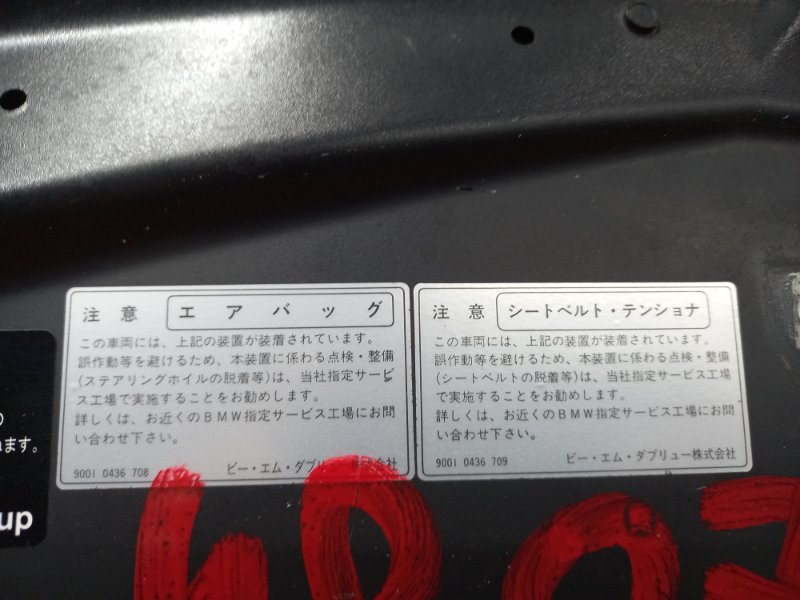 注意 エアバッグ
この車両には、上記の装置が装着されています。
誤作動等を避けるため、本装置に係わる点検・整備
(ステアリングホイルの脱着等)は、当社指定サービ
ス工場で実施することをお勧めします。
詳しくは、お近くのBMW指定サービス工場にお問
い合わせ下さい。
9001 0436 708 ビー・エム・ダブリュー株式会社
注意 シートベルト・テンショナ
この車両には、上記の装置が装着されています。
誤作動等を避けるため、本装置に係わる点検・整備
(シートベルトの脱着等)は、当社指定サービス工場
で実施することをお勧めします。
詳しくは、お近くのBMW指定サービス工場にお問
い合わせ下さい。
9001 0436 709 ビー・エム・ダブリュー株式会社
の
ます。
up